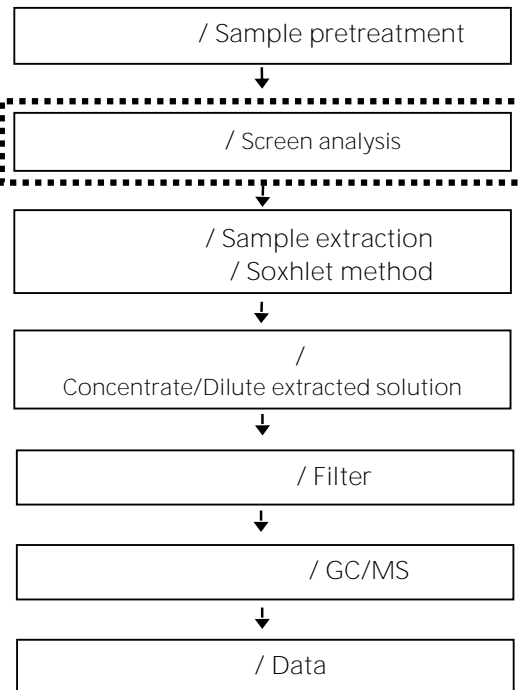 / Sample pretreatment
/ Screen analysis
/ Sample extraction
/ Soxhlet method
/
Concentrate/Dilute extracted solution
/ Filter
/ GC/MS
/ Data